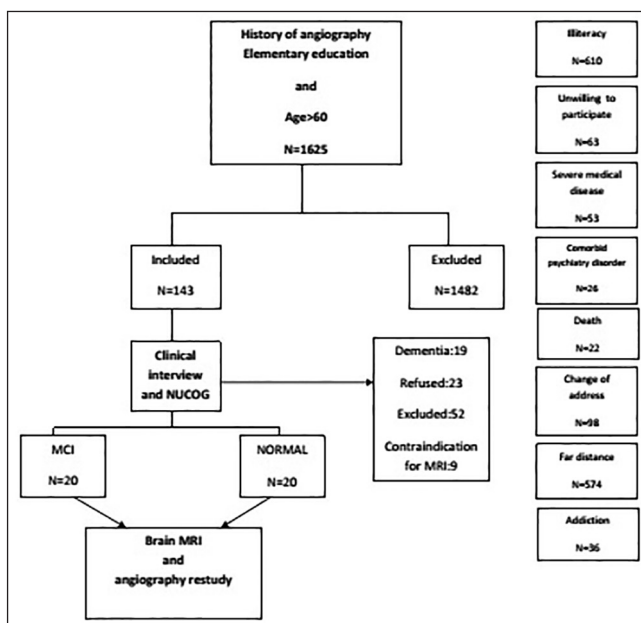 History of angiography
Elementary education
and
Age>60
N=1625
Included
N=143
Excluded
N=1482
Clinical
interview
and NUCOG
Dementia:19
Refused:23
Excluded:52
Contraindication
for MRI:9
MCI
N=20
NORMAL
N=20
Brain MRI
and
angiography restudy
Illiteracy
N=610
Unwilling to
participate
N=63
Severe medical
disease
N=53
Comorbid
psychiatry disorder
N=26
Death
N=22
Change of
address
N=98
Far distance
N=574
Addiction
N=36